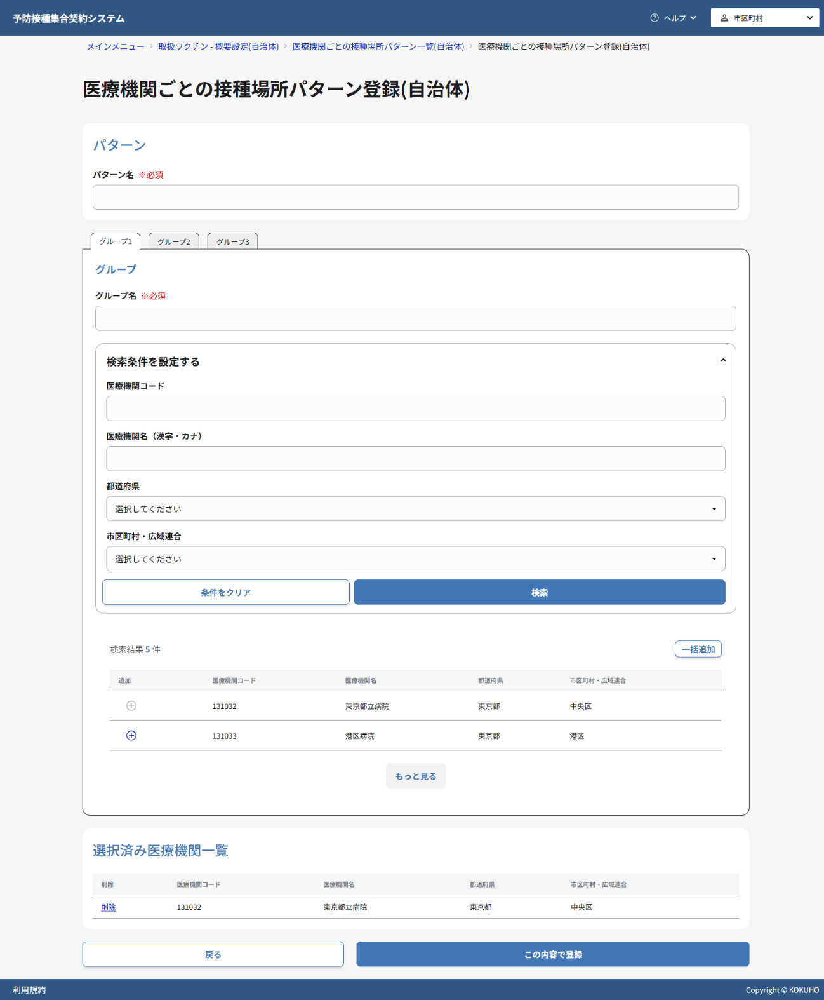 予防接種集合契約システム
ヘルプ
市区町村
メインメニュー > 取扱ワクチン - 概要設定(自治体) > 医療機関ごとの接種場所パターン一覧(自治体) > 医療機関ごとの接種場所パターン登録(自治体)
医療機関ごとの接種場所パターン登録(自治体)
パターン
パターン名 ※必須
グループ1 グループ2 グループ3
グループ
グループ名 ※必須
検索条件を設定する
医療機関コード
医療機関名（漢字・カナ）
都道府県
選択してください
市区町村・広域連合
選択してください
条件をクリア 検索
検索結果 5 件 一括追加
追加 医療機関コード 医療機関名 都道府県 市区町村・広域連合
131032 東京都立病院 東京都 中央区
131033 港区病院 東京都 港区
もっと見る
選択済み医療機関一覧
削除 医療機関コード 医療機関名 都道府県 市区町村・広域連合
削除 131032 東京都立病院 東京都 中央区
戻る この内容で登録
利用規約 Copyright © KOKUHO